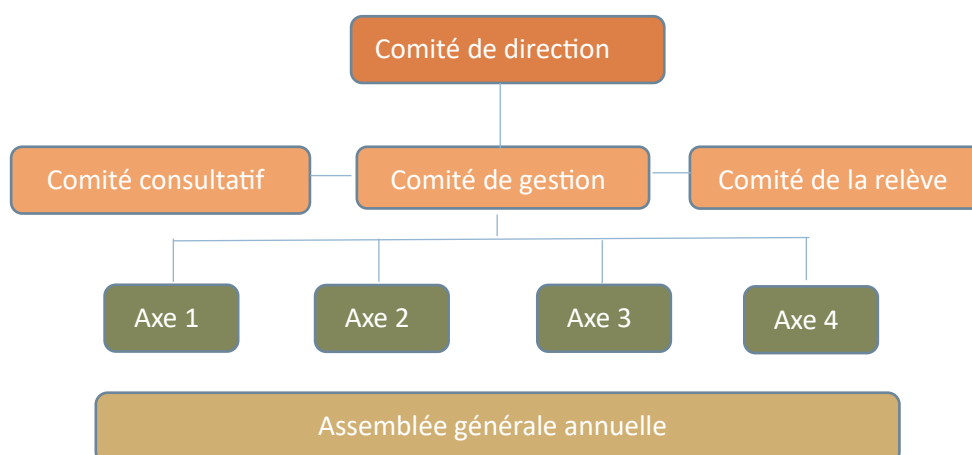 Comité de direction
Comité consultatif
Comité de gestion
Comité de la relève
Axe 1
Axe 2
Axe 3
Axe 4
Assemblée générale annuelle